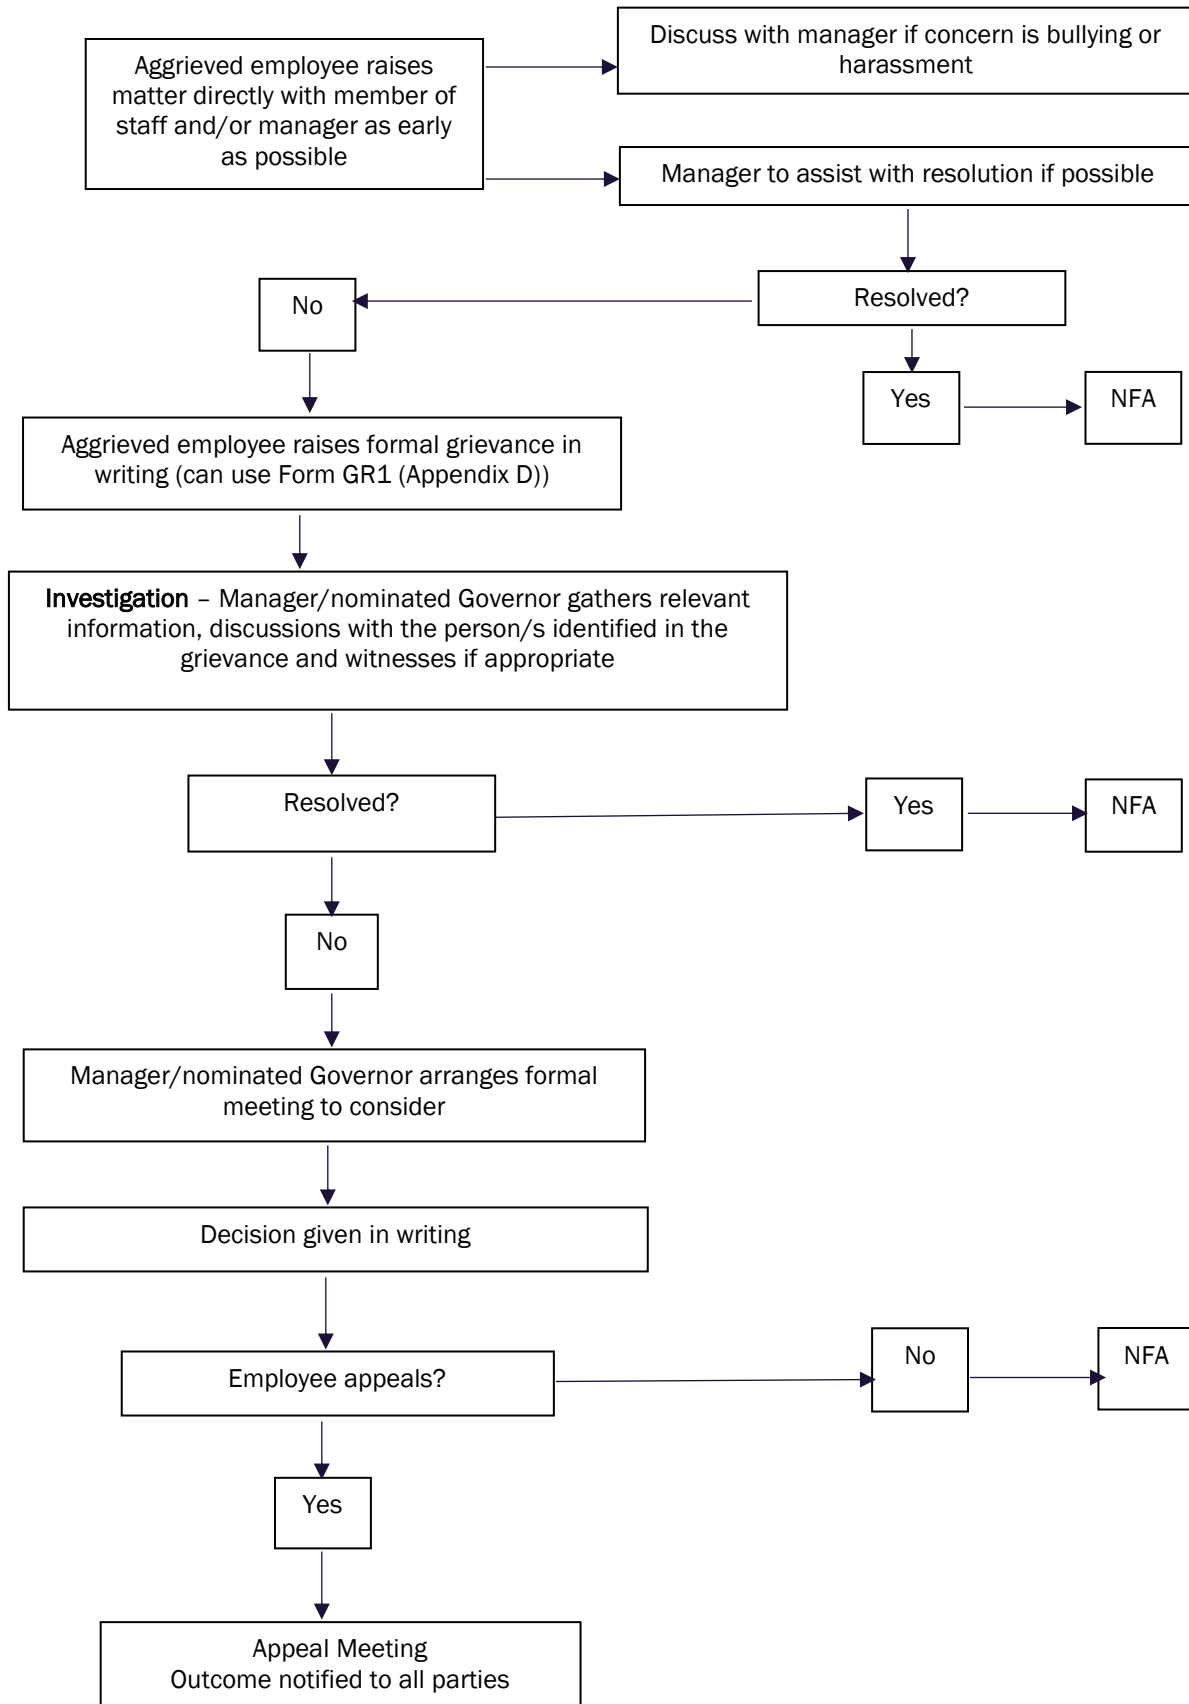 Discuss with manager if concern is bullying or
harassment
Aggrieved employee raises
matter directly with member of
staff and/or manager as early
as possible
Manager to assist with resolution if possible
Resolved?
No
Yes
NFA
Aggrieved employee raises formal grievance in
writing (can use Form GR1 (Appendix D))
Investigation – Manager/nominated Governor gathers relevant
information, discussions with the person/s identified in the
grievance and witnesses if appropriate
Resolved?
Yes
NFA
No
Manager/nominated Governor arranges formal
meeting to consider
Decision given in writing
Employee appeals?
No
NFA
Yes
Appeal Meeting
Outcome notified to all parties